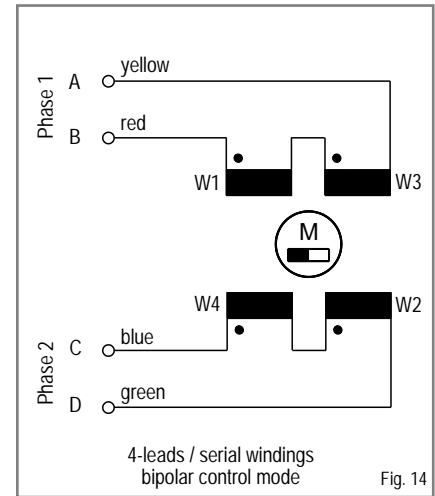 Phase 1
A
yellow
B
red
W1
W3
M
W4
W2
Phase 2
C
blue
D
green
4-leads / serial windings
bipolar control mode
Fig. 14